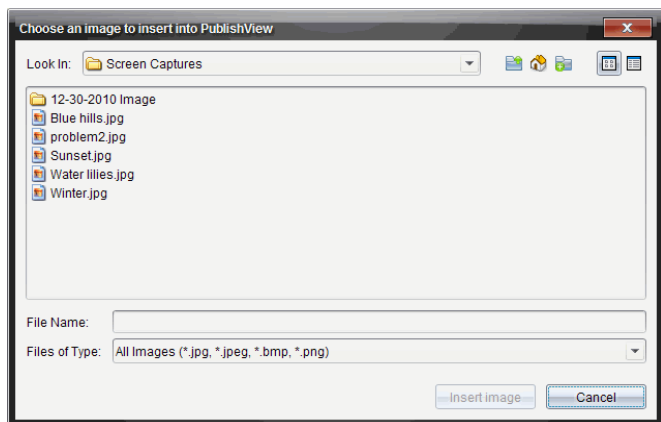 Choose an image to insert into PublishView
Look In: Screen Captures
12-30-2010 Image
Blue hills.jpg
problem2.jpg
Sunset.jpg
Water lilies.jpg
Winter.jpg
File Name:
Files of Type: All Images (*.jpg, *.jpeg, *.bmp, *.png)
Insert image Cancel